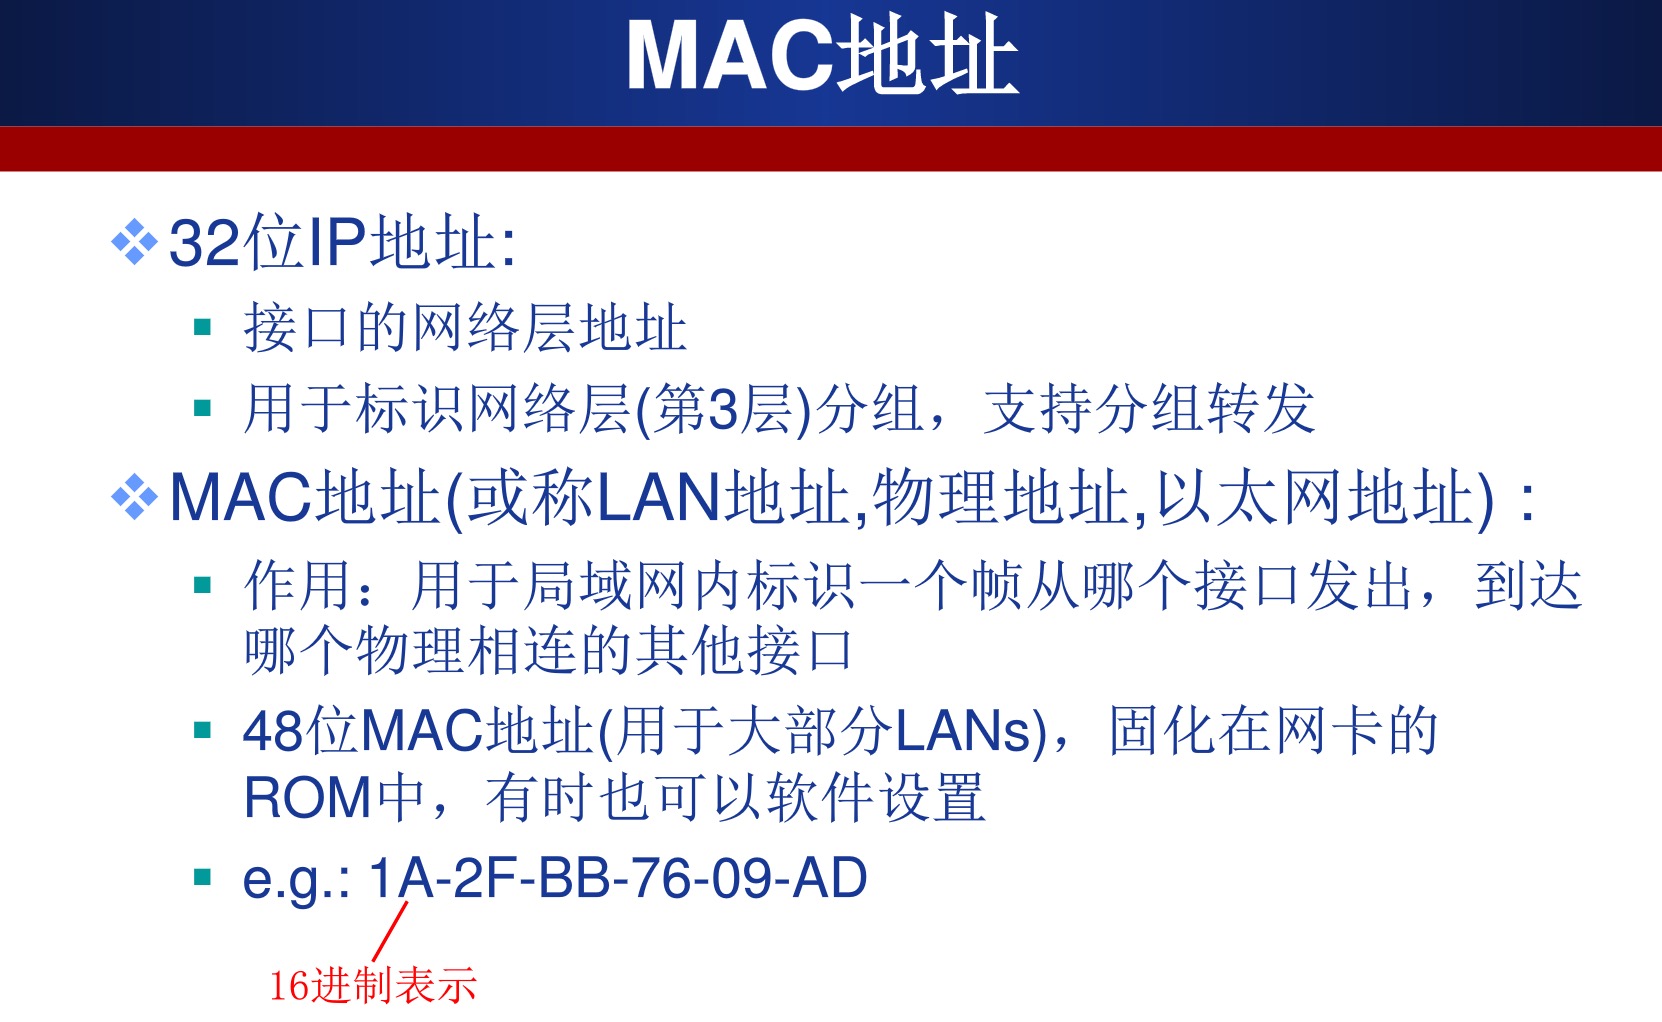 MAC地址
32位IP地址:
接口的网络层地址
用于标识网络层(第3层)分组，支持分组转发
MAC地址(或称LAN地址,物理地址,以太网地址)：
作用：用于局域网内标识一个帧从哪个接口发出，到达
哪个物理相连的其他接口
48位MAC地址(用于大部分LANs)，固化在网卡的
ROM中，有时也可以软件设置
e.g.: 1A-2F-BB-76-09-AD
16进制表示